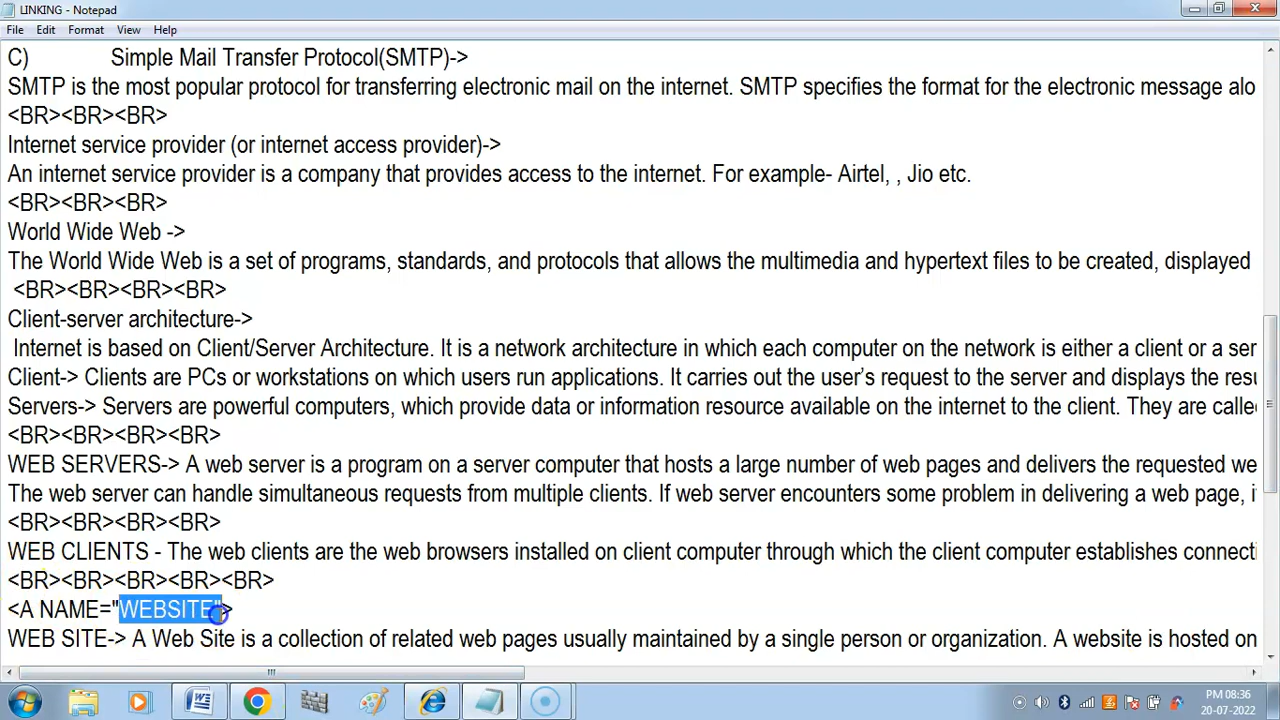 LINKING - Notepad
File Edit Format View Help
C) Simple Mail Transfer Protocol(SMTP)->
SMTP is the most popular protocol for transferring electronic mail on the internet. SMTP specifies the format for the electronic message alo
<BR><BR><BR>
Internet service provider (or internet access provider)->
An internet service provider is a company that provides access to the internet. For example- Airtel, , Jio etc.
<BR><BR><BR>
World Wide Web ->
The World Wide Web is a set of programs, standards, and protocols that allows the multimedia and hypertext files to be created, displayed
<BR><BR><BR><BR>
Client-server architecture->
Internet is based on Client/Server Architecture. It is a network architecture in which each computer on the network is either a client or a ser
Client-> Clients are PCs or workstations on which users run applications. It carries out the user’s request to the server and displays the resu
Servers-> Servers are powerful computers, which provide data or information resource available on the internet to the client. They are calle
<BR><BR><BR><BR>
WEB SERVERS-> A web server is a program on a server computer that hosts a large number of web pages and delivers the requested we
The web server can handle simultaneous requests from multiple clients. If web server encounters some problem in delivering a web page, i
<BR><BR><BR><BR>
WEB CLIENTS - The web clients are the web browsers installed on client computer through which the client computer establishes connecti
<BR><BR><BR><BR><BR>
<A NAME="WEBSITE">
WEB SITE-> A Web Site is a collection of related web pages usually maintained by a single person or organization. A website is hosted on
PM 08:36
20-07-2022